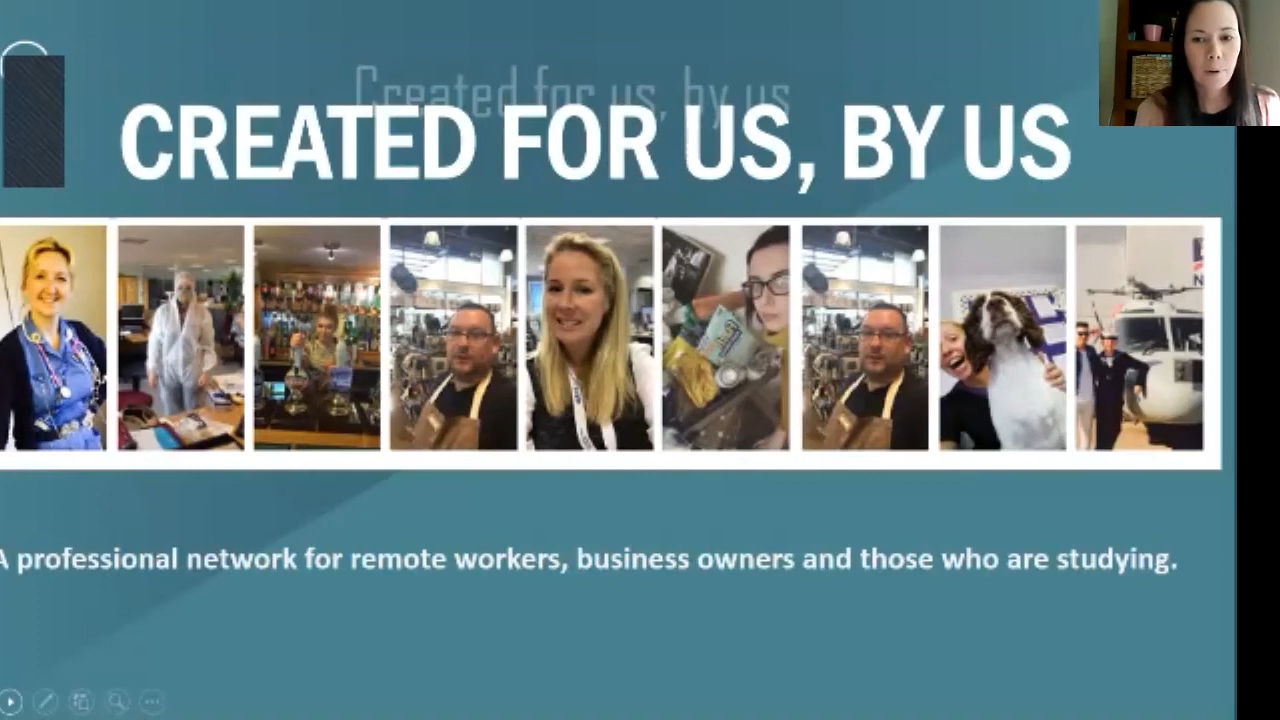 Created for us, by us
CREATED FOR US, BY US
A professional network for remote workers, business owners and those who are studying.